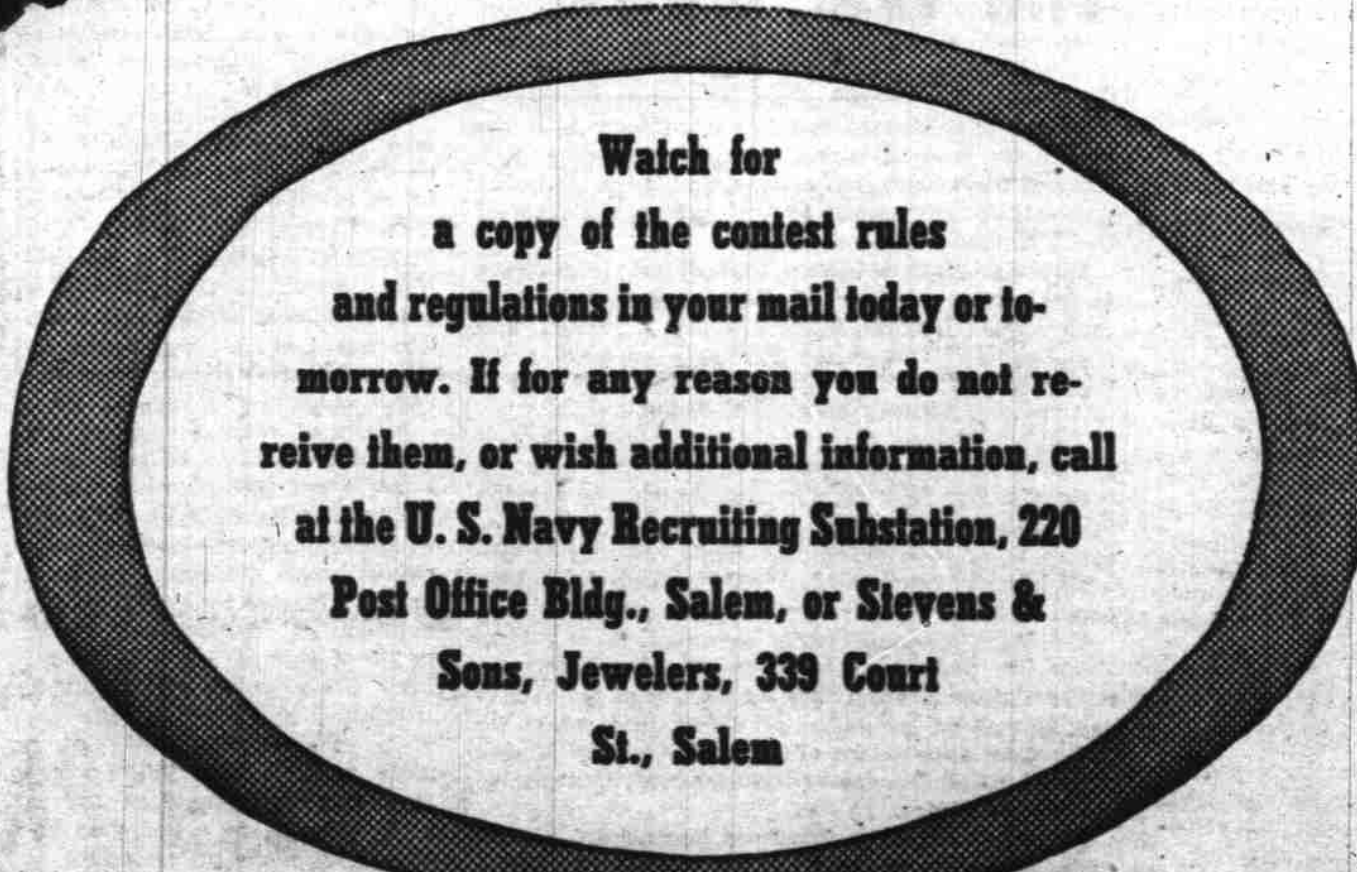 Watch for
a copy of the contest rules
and regulations in your mail today or to-
morrow. If for any reason you do not re-
reive them, or wish additional information, call
at the U. S. Navy Recruiting Substation, 220
Post Office Bldg., Salem, or Stevens &
Sons, Jewelers, 339 Court
St., Salem